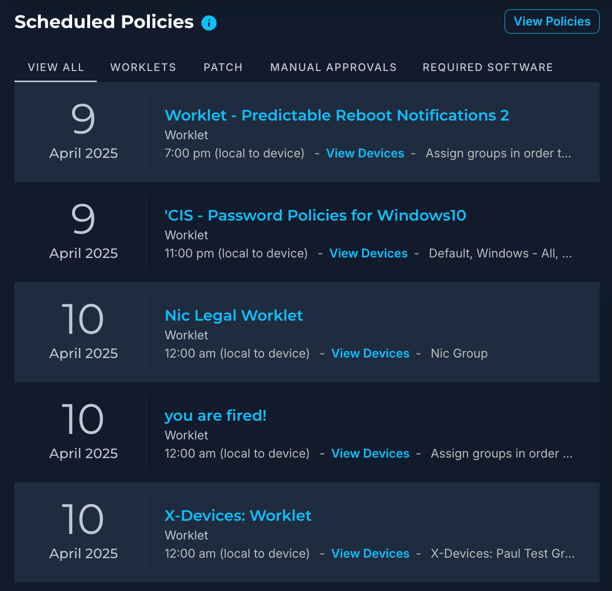 Scheduled Policies
View Policies
VIEW ALL WORKLETS PATCH MANUAL APPROVALS REQUIRED SOFTWARE
9
April 2025
Worklet - Predictable Reboot Notifications 2
Worklet
7:00 pm (local to device) - View Devices - Assign groups in order t...
9
April 2025
'CIS - Password Policies for Windows10
Worklet
11:00 pm (local to device) - View Devices - Default, Windows - All, ...
10
April 2025
Nic Legal Worklet
Worklet
12:00 am (local to device) - View Devices - Nic Group
10
April 2025
you are fired!
Worklet
12:00 am (local to device) - View Devices - Assign groups in order ...
10
April 2025
X-Devices: Worklet
Worklet
12:00 am (local to device) - View Devices - X-Devices: Paul Test Gr...